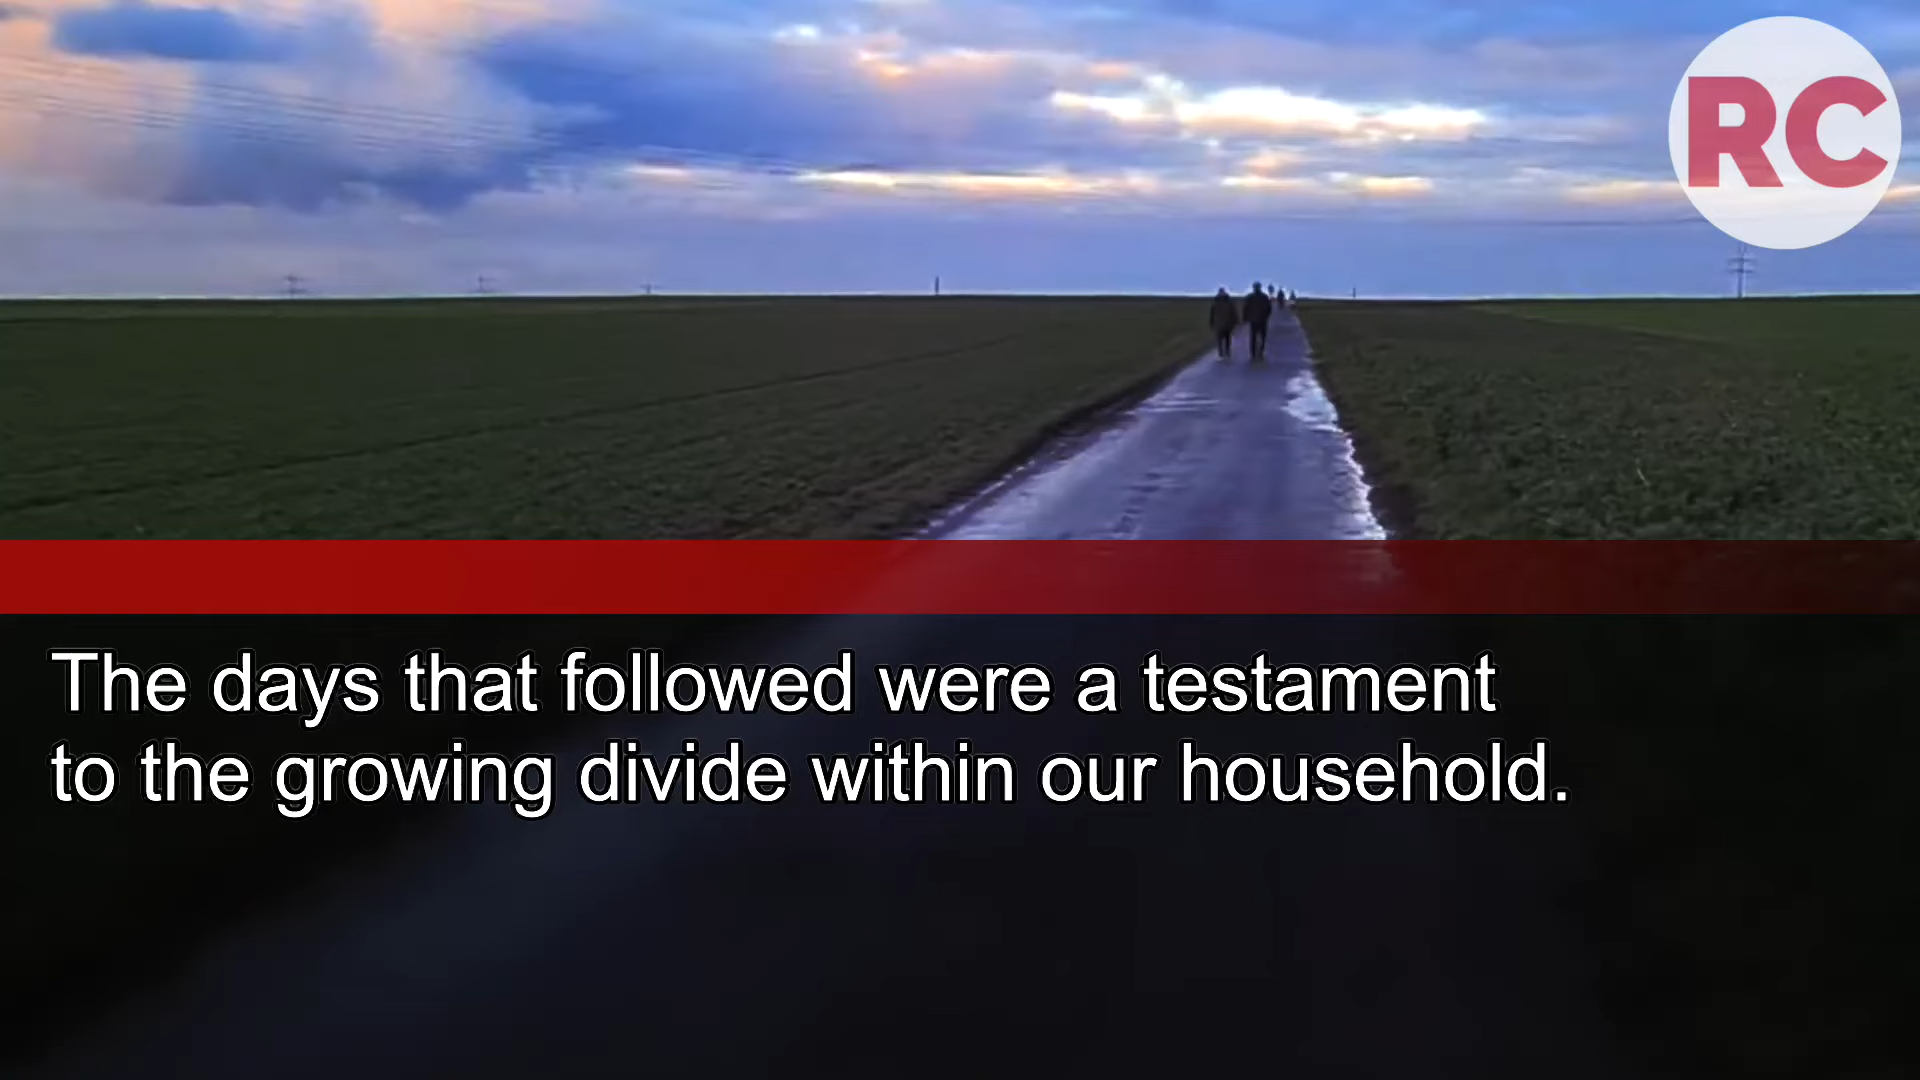 RC
The days that followed were a testament
to the growing divide within our household.